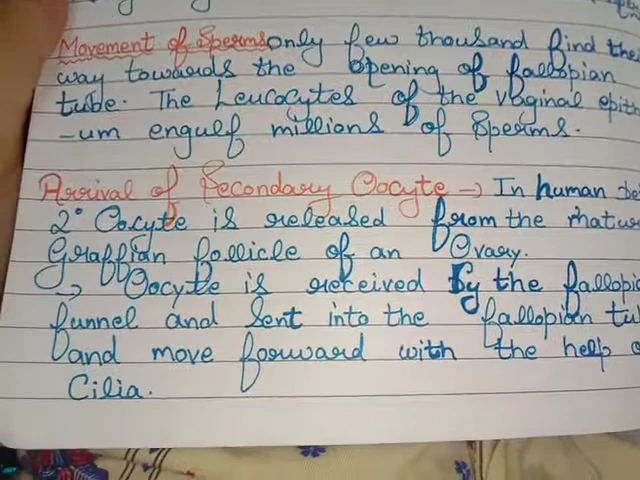 Movement of Sperms only few thousand find the
way towards the opening of fallopian
tube. The Leucocytes of the vaginal epith
-um engulf millions of Sperms.
Arrival of Secondary Oocyte → In human
2° Oocyte is released from the matur
Graffian follicle of an Ovary.
→ Oocyte is received By the fallopi
funnel and Sent into the fallopian tu
and move forward with the help
Cilia.